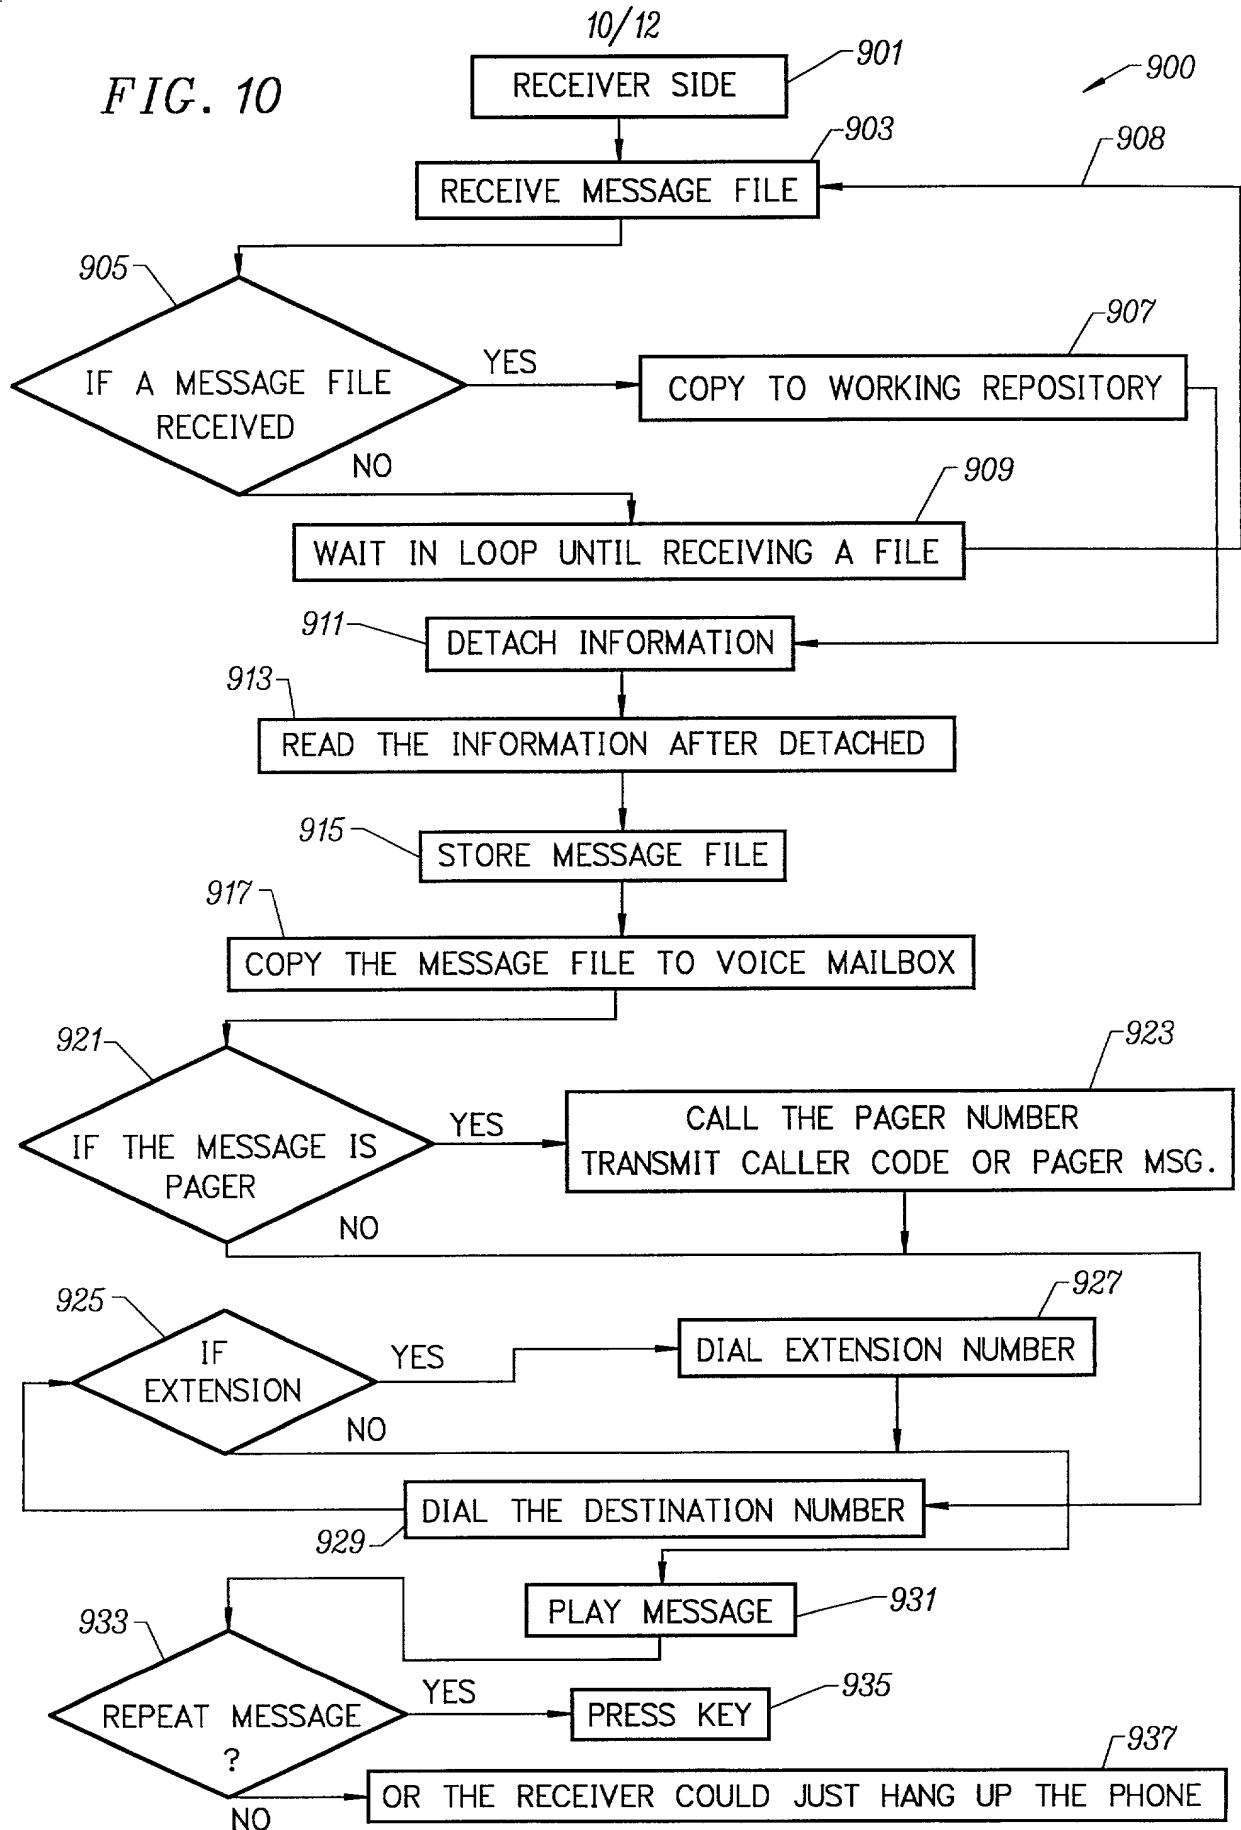 10/12
FIG. 10
RECEIVER SIDE
901
900
903
908
RECEIVE MESSAGE FILE
905
907
YES
IF A MESSAGE FILE
RECEIVED
COPY TO WORKING REPOSITORY
NO
909
WAIT IN LOOP UNTIL RECEIVING A FILE
911
DETACH INFORMATION
913
READ THE INFORMATION AFTER DETACHED
915
STORE MESSAGE FILE
917
COPY THE MESSAGE FILE TO VOICE MAILBOX
921
923
YES
IF THE MESSAGE IS
PAGER
CALL THE PAGER NUMBER
TRANSMIT CALLER CODE OR PAGER MSG.
NO
925
927
IF
EXTENSION
YES
DIAL EXTENSION NUMBER
NO
DIAL THE DESTINATION NUMBER
929
PLAY MESSAGE
931
933
YES
REPEAT MESSAGE
?
PRESS KEY
935
937
NO
OR THE RECEIVER COULD JUST HANG UP THE PHONE